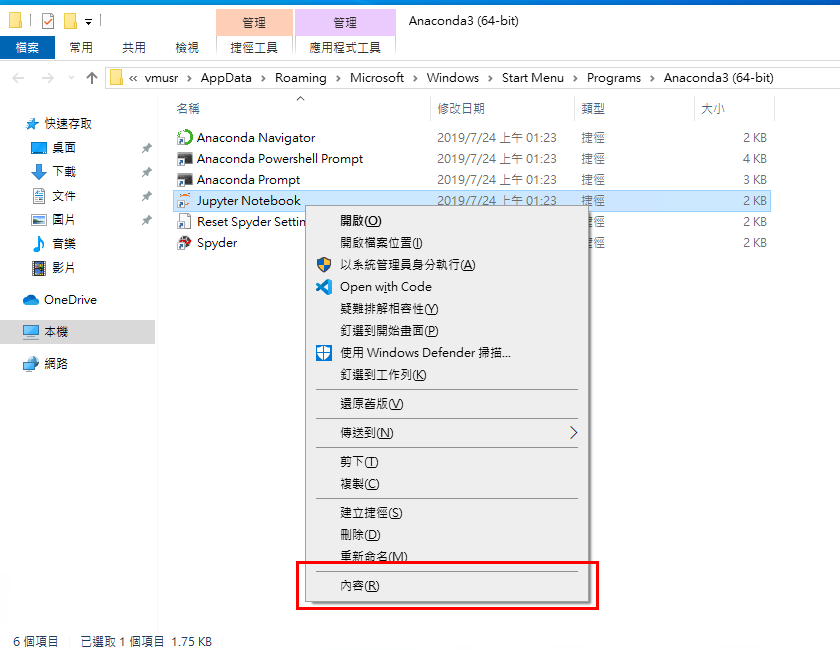 管理 管理 Anaconda3 (64-bit)
檔案 常用 共用 檢視 捷徑工具 應用程式工具
« vmusr › AppData › Roaming › Microsoft › Windows › Start Menu › Programs › Anaconda3 (64-bit)
名稱 修改日期 類型 大小
快速存取
桌面
下載
文件
圖片
音樂
影片
OneDrive
本機
網路
Anaconda Navigator 2019/7/24 上午 01:23 捷徑 2 KB
Anaconda Powershell Prompt 2019/7/24 上午 01:23 捷徑 4 KB
Anaconda Prompt 2019/7/24 上午 01:23 捷徑 3 KB
Jupyter Notebook 2019/7/24 上午 01:23 捷徑 2 KB
Reset Spyder Settin 捷徑 2 KB
Spyder 捷徑 2 KB
開啟(O)
開啟檔案位置(I)
以系統管理員身分執行(A)
Open with Code
疑難排解相容性(Y)
釘選到開始畫面(P)
使用 Windows Defender 掃描...
釘選到工作列(K)
還原舊版(V)
傳送到(N)
剪下(T)
複製(C)
建立捷徑(S)
刪除(D)
重新命名(M)
內容(R)
6 個項目 已選取 1 個項目 1.75 KB